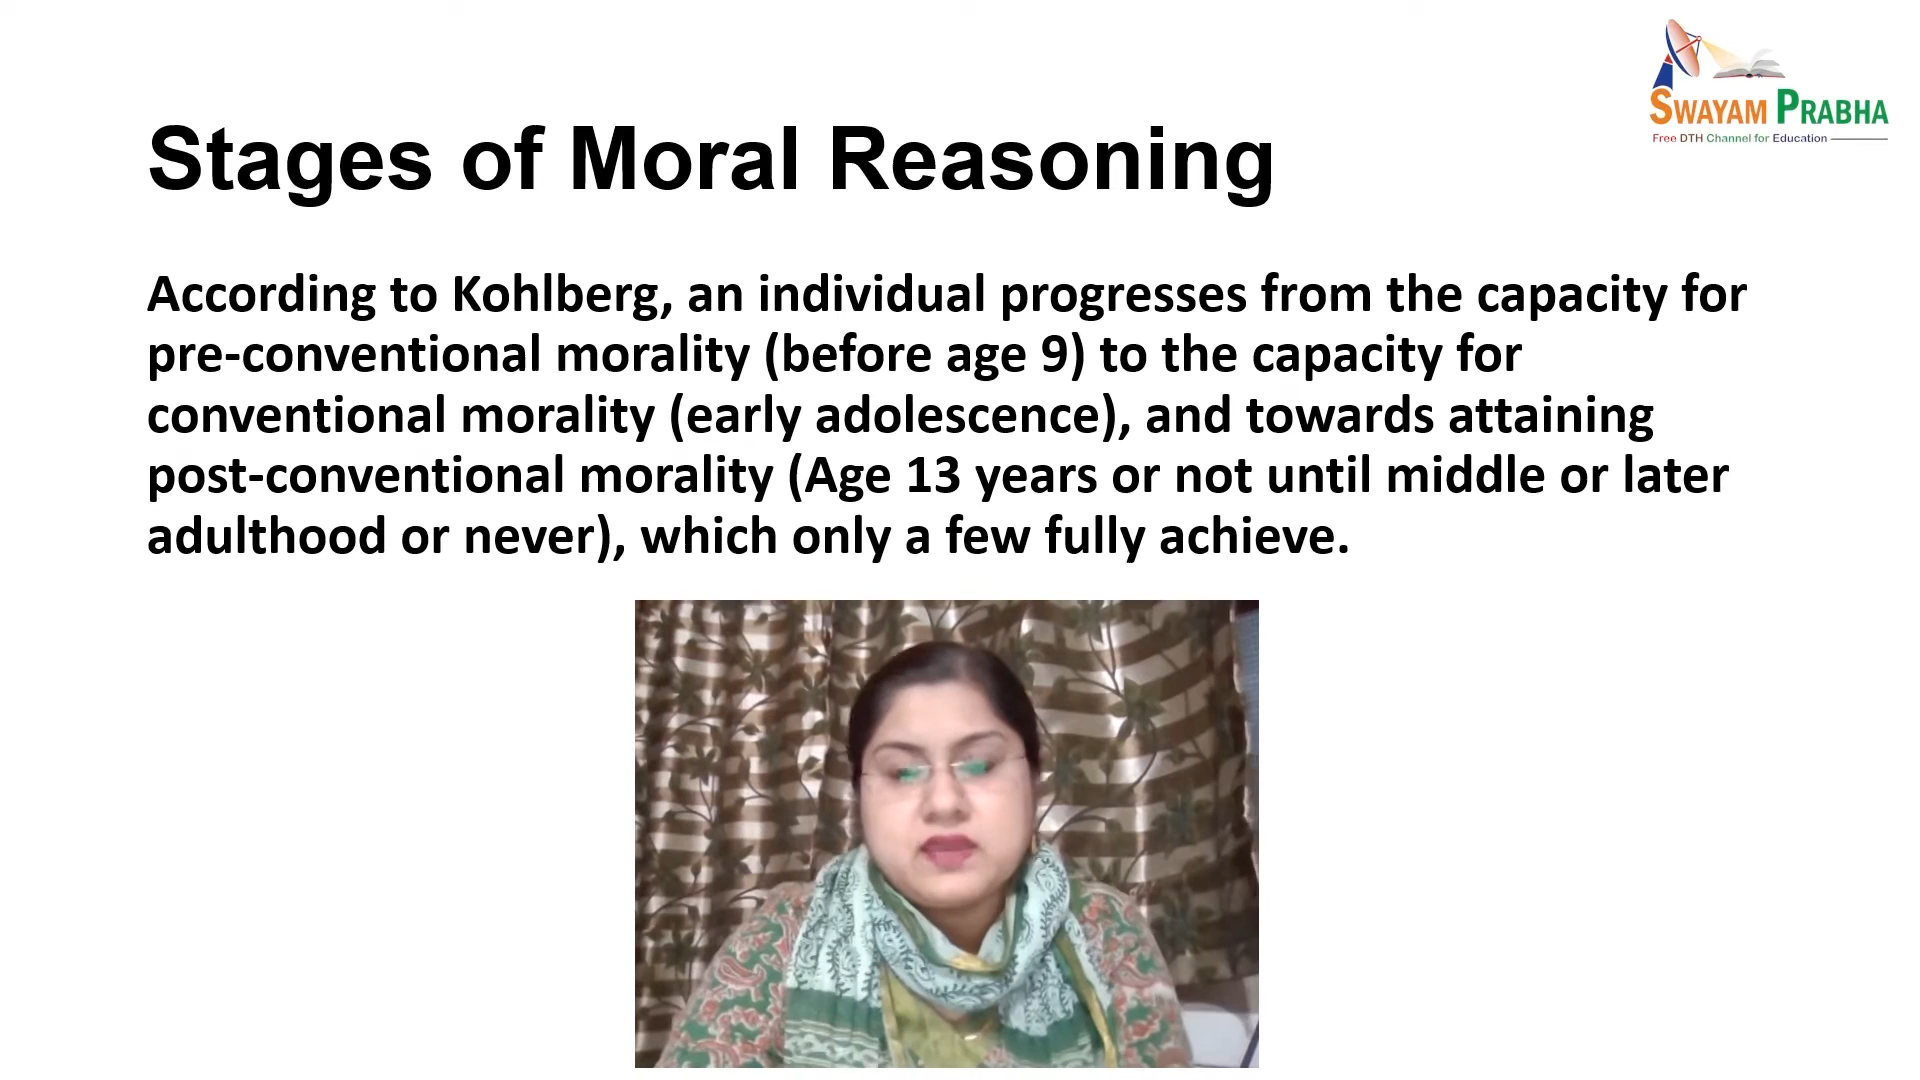 SWAYAM PRABHA
Free DTH Channel for Education
Stages of Moral Reasoning
According to Kohlberg, an individual progresses from the capacity for
pre-conventional morality (before age 9) to the capacity for
conventional morality (early adolescence), and towards attaining
post-conventional morality (Age 13 years or not until middle or later
adulthood or never), which only a few fully achieve.